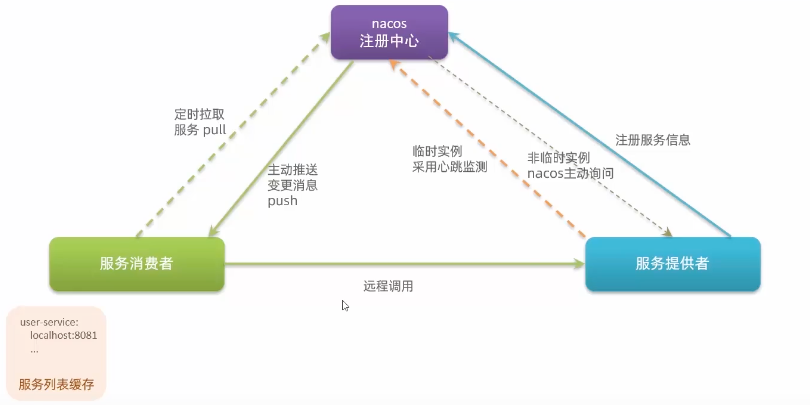 nacos
注册中心
定时拉取
服务 pull
主动推送
变更消息
push
临时实例
采用心跳监测
非临时实例
nacos主动询问
注册服务信息
服务消费者
服务提供者
远程调用
user-service:
localhost:8081
...
服务列表缓存